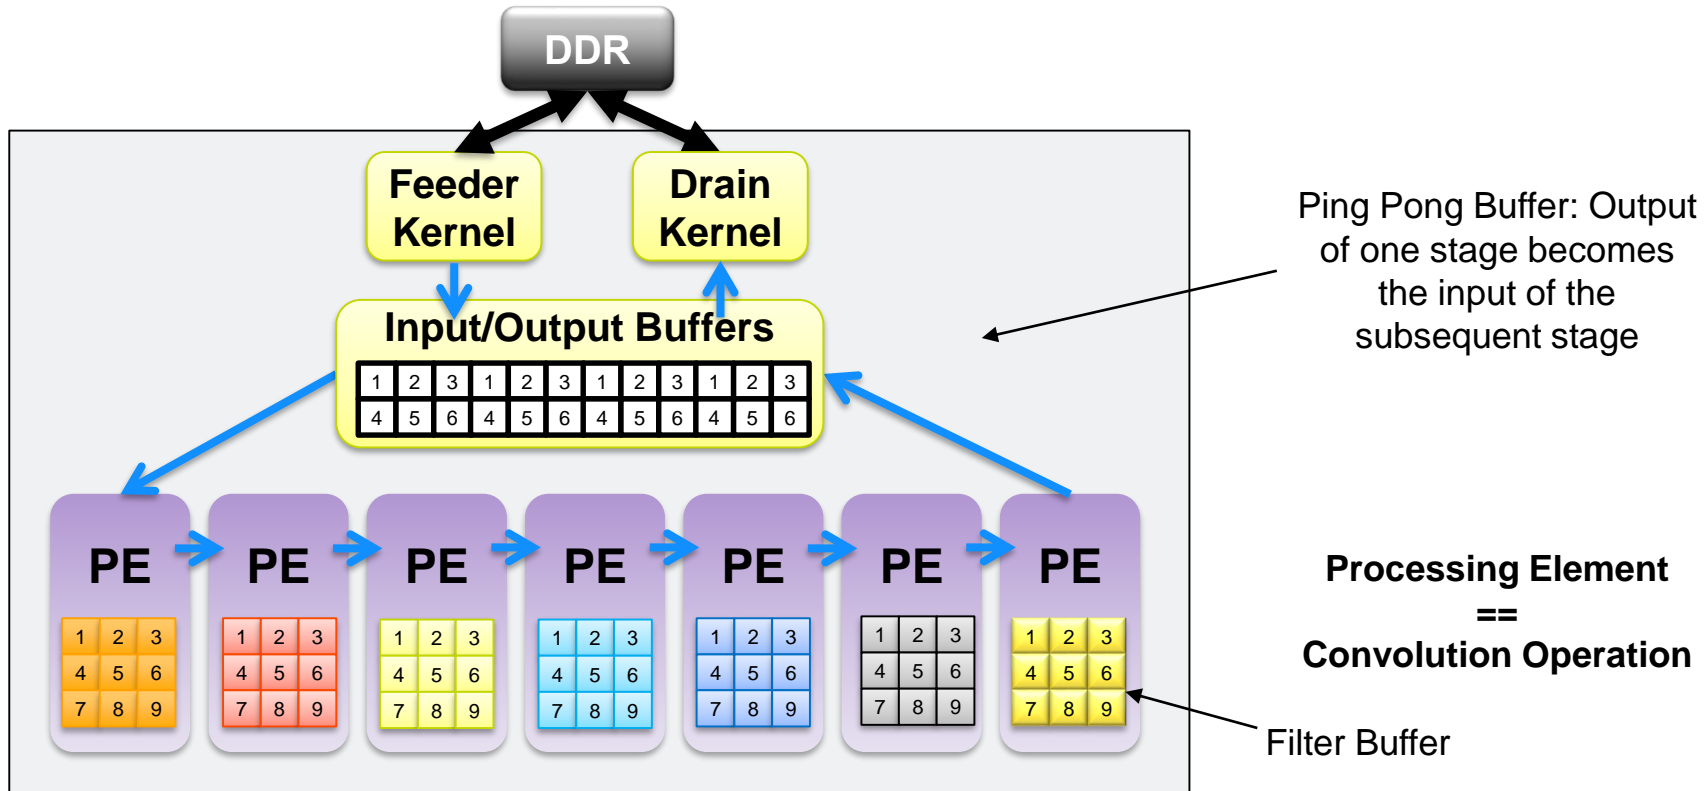 DDR
Feeder
Kernel
Drain
Kernel
Input/Output Buffers
1 2 3 1 2 3 1 2 3 1 2 3
4 5 6 4 5 6 4 5 6 4 5 6
Ping Pong Buffer: Output
of one stage becomes
the input of the
subsequent stage
PE PE PE PE PE PE PE
1 2 3 1 2 3 1 2 3 1 2 3 1 2 3 1 2 3 1 2 3
4 5 6 4 5 6 4 5 6 4 5 6 4 5 6 4 5 6 4 5 6
7 8 9 7 8 9 7 8 9 7 8 9 7 8 9 7 8 9 7 8 9
Processing Element
==
Convolution Operation
Filter Buffer